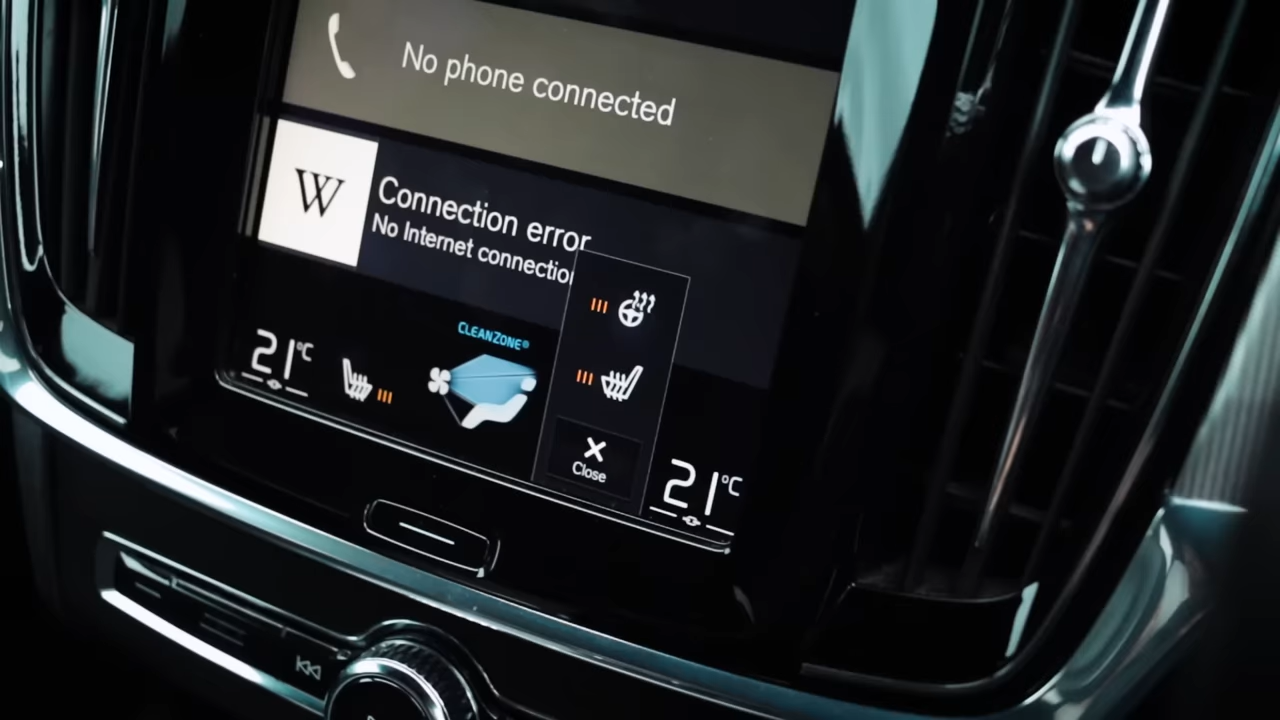 No phone connected
W
Connection error
No Internet connectio
CLEANZONE®
21°C
Close
21°C